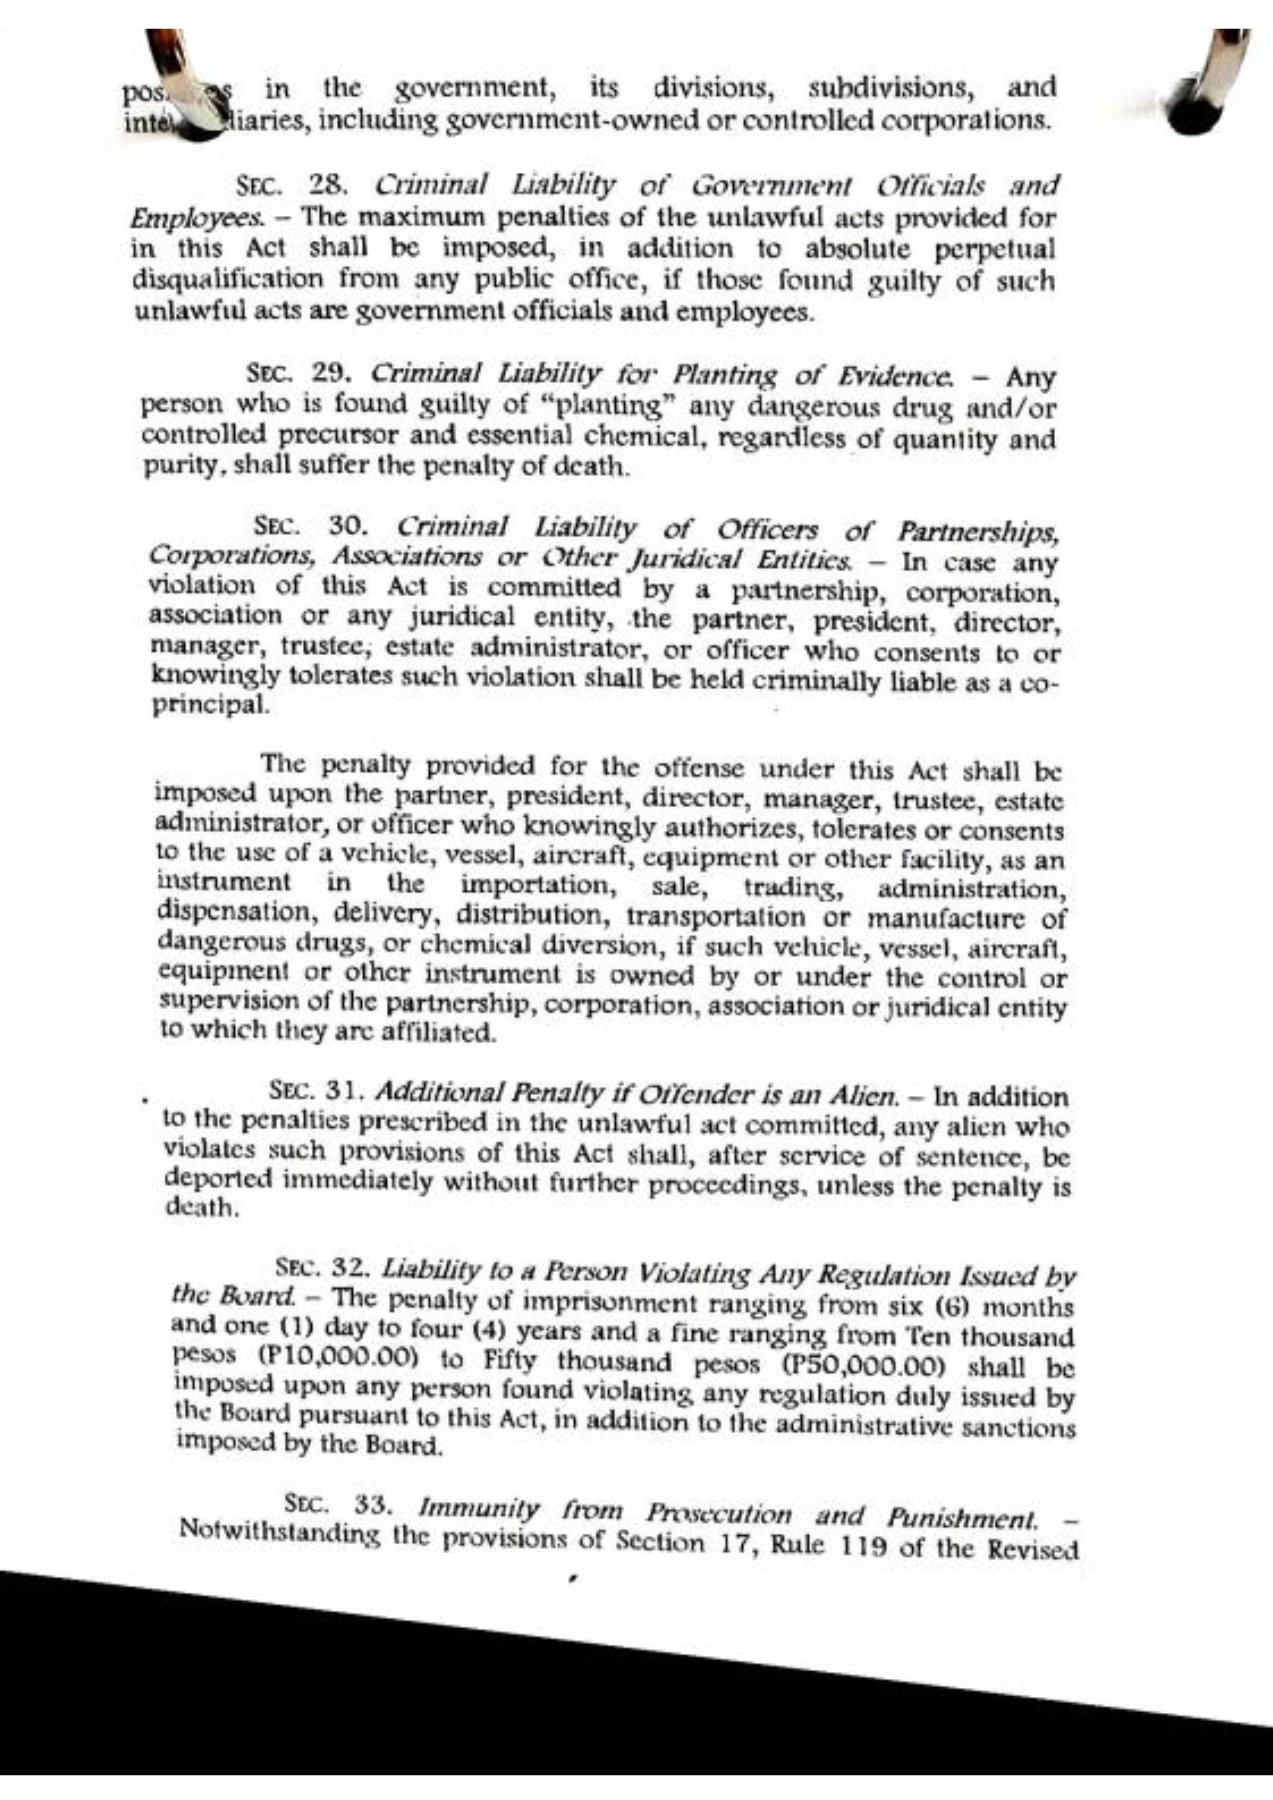 in the government, its divisions, subdivisions, and
including government-owned or controlled corporations.
SEC. 28. Criminal Liability of Government Officials and
Employees. – The maximum penalties of the unlawful acts provided for
in this Act shall be imposed, in addition to absolute perpetual
disqualification from any public office, if those found guilty of such
unlawful acts are government officials and employees.
SEC. 29. Criminal Liability for Planting of Evidence. – Any
person who is found guilty of “planting” any dangerous drug and/or
controlled precursor and essential chemical, regardless of quantity and
purity, shall suffer the penalty of death.
SEC. 30. Criminal Liability of Officers of Partnerships,
Corporations, Associations or Other Juridical Entities. – In case any
violation of this Act is committed by a partnership, corporation,
association or any juridical entity, the partner, president, director,
manager, trustee, estate administrator, or officer who consents to or
knowingly tolerates such violation shall be held criminally liable as a co-
principal.
The penalty provided for the offense under this Act shall be
imposed upon the partner, president, director, manager, trustee, estate
administrator, or officer who knowingly authorizes, tolerates or consents
to the use of a vehicle, vessel, aircraft, equipment or other facility, as an
instrument in the importation, sale, trading, administration,
dispensation, delivery, distribution, transportation or manufacture of
dangerous drugs, or chemical diversion, if such vehicle, vessel, aircraft,
equipment or other instrument is owned by or under the control or
supervision of the partnership, corporation, association or juridical entity
to which they are affiliated.
SEC. 31. Additional Penalty if Offender is an Alien. – In addition
to the penalties prescribed in the unlawful act committed, any alien who
violates such provisions of this Act shall, after service of sentence, be
deported immediately without further proceedings, unless the penalty is
death.
SEC. 32. Liability to a Person Violating Any Regulation Issued by
the Board. – The penalty of imprisonment ranging from six (6) months
and one (1) day to four (4) years and a fine ranging from Ten thousand
pesos (P10,000.00) to Fifty thousand pesos (P50,000.00) shall be
imposed upon any person found violating any regulation duly issued by
the Board pursuant to this Act, in addition to the administrative sanctions
imposed by the Board.
SEC. 33. Immunity from Prosecution and Punishment. –
Notwithstanding the provisions of Section 17, Rule 119 of the Revised